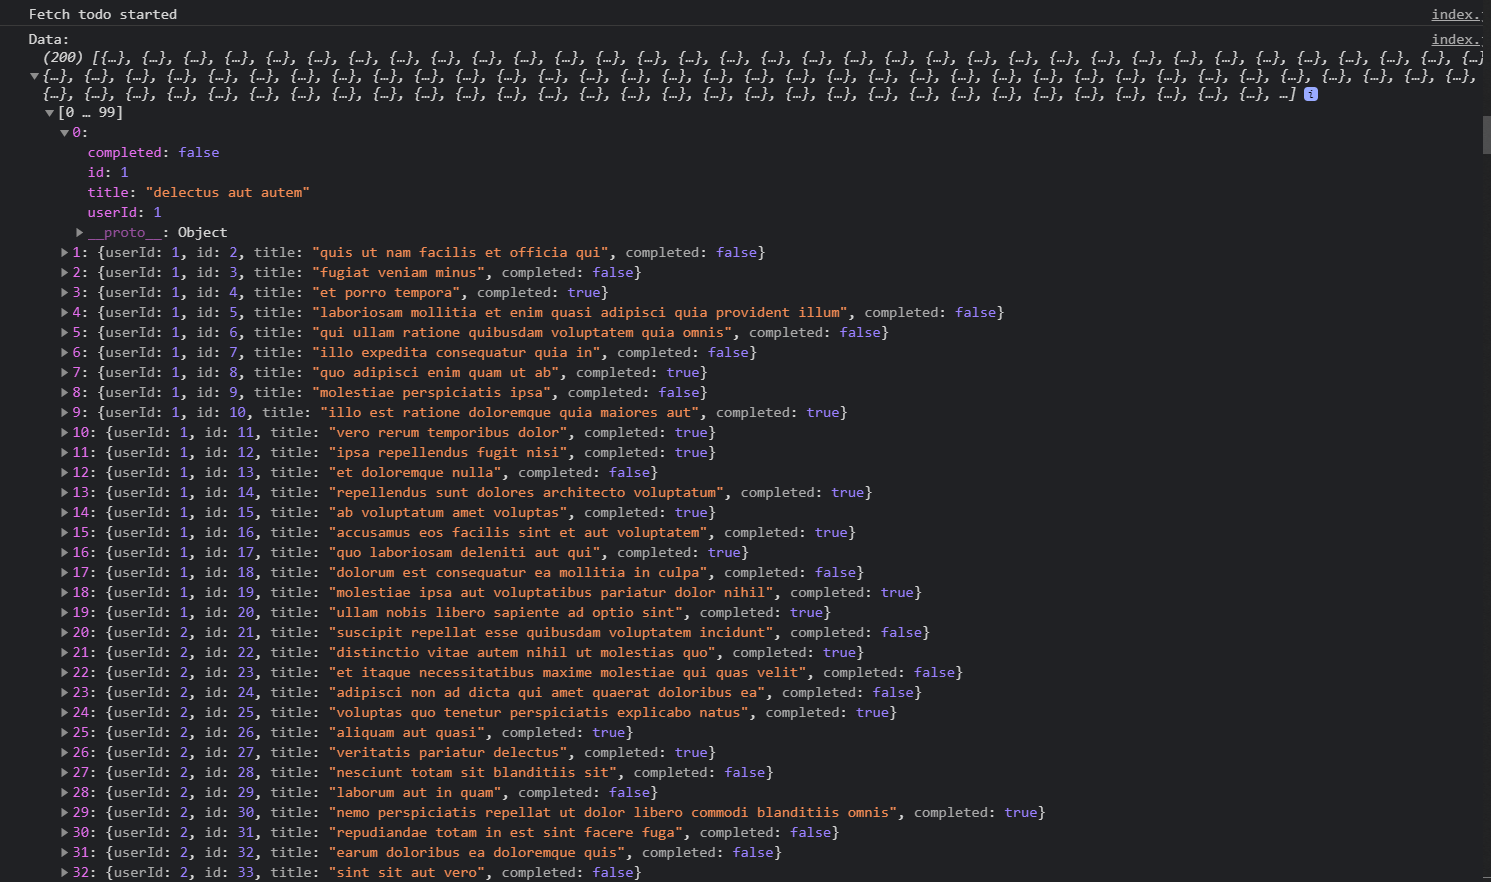 Fetch todo started
index.j
Data:
index.j
(200) [{…}, {…}, {…}, {…}, {…}, {…}, {…}, {…}, {…}, {…}, {…}, {…}, {…}, {…}, {…}, {…}, {…}, {…}, {…}, {…}, {…}, {…}, {…}, {…}, {…}, {…}, {…}, {…}, {…}, {…}, {…}, {…}, {…}, {…}
{…}, {…}, {…}, {…}, {…}, {…}, {…}, {…}, {…}, {…}, {…}, {…}, {…}, {…}, {…}, {…}, {…}, {…}, {…}, {…}, {…}, {…}, {…}, {…}, {…}, {…}, {…}, {…}, {…}, {…}, {…}, {…}, {…}, {…}, {…},
{…}, {…}, {…}, {…}, {…}, {…}, {…}, {…}, {…}, {…}, {…}, {…}, {…}, {…}, {…}, {…}, {…}, {…}, {…}, {…}, {…}, {…}, {…}, {…}, {…}, {…}, {…}, {…}, {…}, {…}, …] i
[0 … 99]
0:
completed: false
id: 1
title: "delectus aut autem"
userId: 1
__proto__: Object
1: {userId: 1, id: 2, title: "quis ut nam facilis et officia qui", completed: false}
2: {userId: 1, id: 3, title: "fugiat veniam minus", completed: false}
3: {userId: 1, id: 4, title: "et porro tempora", completed: true}
4: {userId: 1, id: 5, title: "laboriosam mollitia et enim quasi adipisci quia provident illum", completed: false}
5: {userId: 1, id: 6, title: "qui ullam ratione quibusdam voluptatem quia omnis", completed: false}
6: {userId: 1, id: 7, title: "illo expedita consequatur quia in", completed: false}
7: {userId: 1, id: 8, title: "quo adipisci enim quam ut ab", completed: true}
8: {userId: 1, id: 9, title: "molestiae perspiciatis ipsa", completed: false}
9: {userId: 1, id: 10, title: "illo est ratione doloremque quia maiores aut", completed: true}
10: {userId: 1, id: 11, title: "vero rerum temporibus dolor", completed: true}
11: {userId: 1, id: 12, title: "ipsa repellendus fugit nisi", completed: true}
12: {userId: 1, id: 13, title: "et doloremque nulla", completed: false}
13: {userId: 1, id: 14, title: "repellendus sunt dolores architecto voluptatum", completed: true}
14: {userId: 1, id: 15, title: "ab voluptatum amet voluptas", completed: true}
15: {userId: 1, id: 16, title: "accusamus eos facilis sint et aut voluptatem", completed: true}
16: {userId: 1, id: 17, title: "quo laboriosam deleniti aut qui", completed: true}
17: {userId: 1, id: 18, title: "dolorum est consequatur ea mollitia in culpa", completed: false}
18: {userId: 1, id: 19, title: "molestiae ipsa aut voluptatibus pariatur dolor nihil", completed: true}
19: {userId: 1, id: 20, title: "ullam nobis libero sapiente ad optio sint", completed: true}
20: {userId: 2, id: 21, title: "suscipit repellat esse quibusdam voluptatem incidunt", completed: false}
21: {userId: 2, id: 22, title: "distinctio vitae autem nihil ut molestias quo", completed: true}
22: {userId: 2, id: 23, title: "et itaque necessitatibus maxime molestiae qui quas velit", completed: false}
23: {userId: 2, id: 24, title: "adipisci non ad dicta qui amet quaerat doloribus ea", completed: false}
24: {userId: 2, id: 25, title: "voluptas quo tenetur perspiciatis explicabo natus", completed: true}
25: {userId: 2, id: 26, title: "aliquam aut quasi", completed: true}
26: {userId: 2, id: 27, title: "veritatis pariatur delectus", completed: true}
27: {userId: 2, id: 28, title: "nesciunt totam sit blanditiis sit", completed: false}
28: {userId: 2, id: 29, title: "laborum aut in quam", completed: false}
29: {userId: 2, id: 30, title: "nemo perspiciatis repellat ut dolor libero commodi blanditiis omnis", completed: true}
30: {userId: 2, id: 31, title: "repudiandae totam in est sint facere fuga", completed: false}
31: {userId: 2, id: 32, title: "earum doloribus ea doloremque quis", completed: false}
32: {userId: 2, id: 33, title: "sint sit aut vero", completed: false}